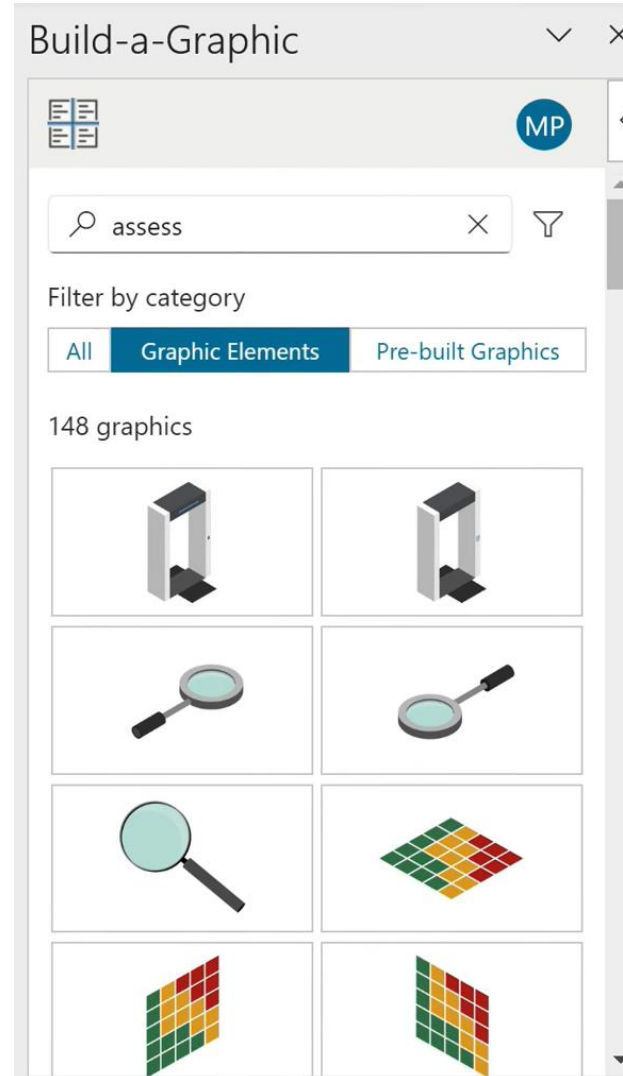 Build-a-Graphic
MP
assess
Filter by category
All Graphic Elements Pre-built Graphics
148 graphics